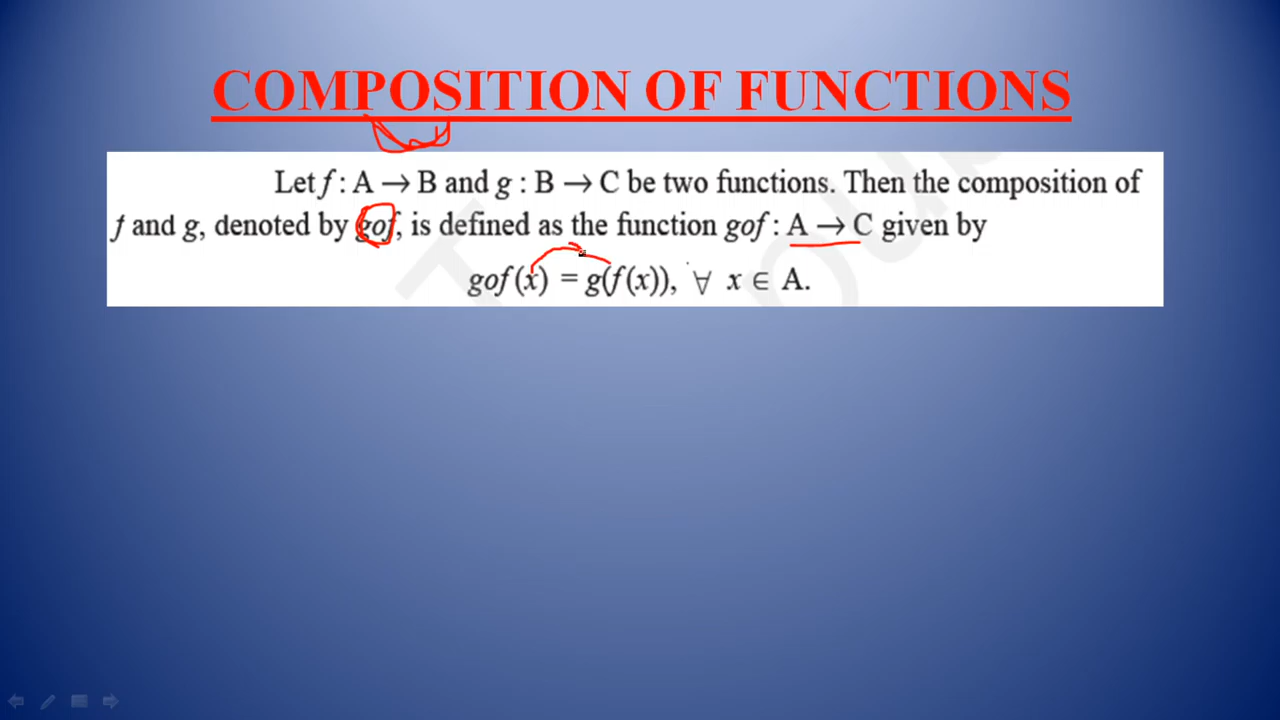 COMPOSITION OF FUNCTIONS
Let f : A → B and g : B → C be two functions. Then the composition of
f and g, denoted by gof, is defined as the function gof : A → C given by
gof (x) = g(f(x)), ∀ x ∈ A.